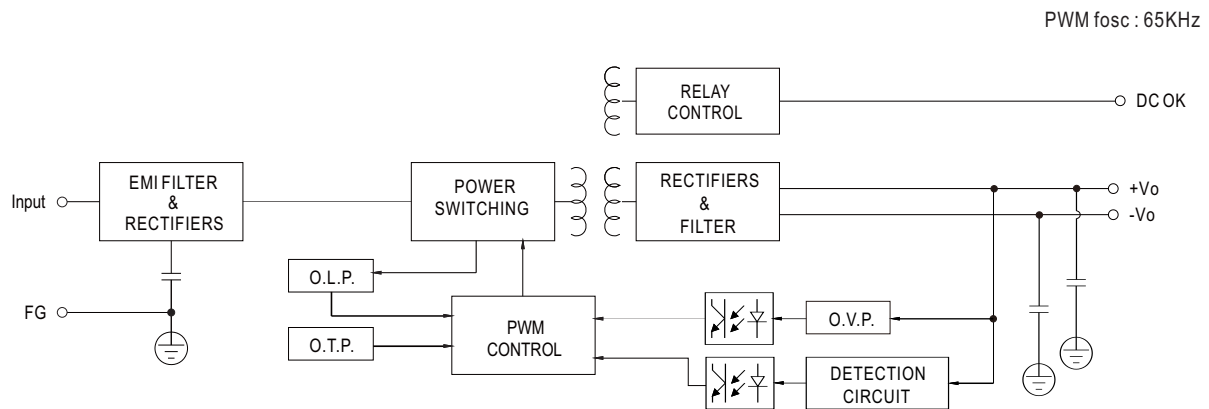 PWM fosc : 65KHz
RELAY
CONTROL
DC OK
Input
EMI FILTER
&
RECTIFIERS
POWER
SWITCHING
RECTIFIERS
&
FILTER
+Vo
-Vo
O.L.P.
FG
O.T.P.
PWM
CONTROL
O.V.P.
DETECTION
CIRCUIT